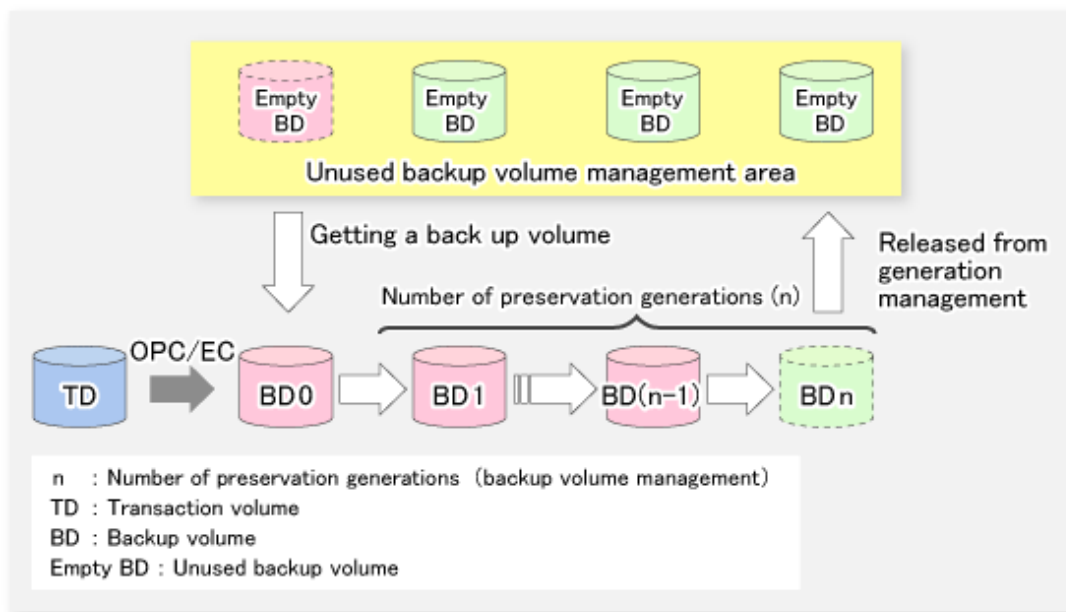 Empty
BD
Empty
BD
Empty
BD
Empty
BD
Unused backup volume management area
Getting a back up volume
Released from
generation
management
Number of preservation generations (n)
OPC/EC
TD
BD0
BD1
BD(n-1)
BDn
n : Number of preservation generations (backup volume management)
TD : Transaction volume
BD : Backup volume
Empty BD : Unused backup volume